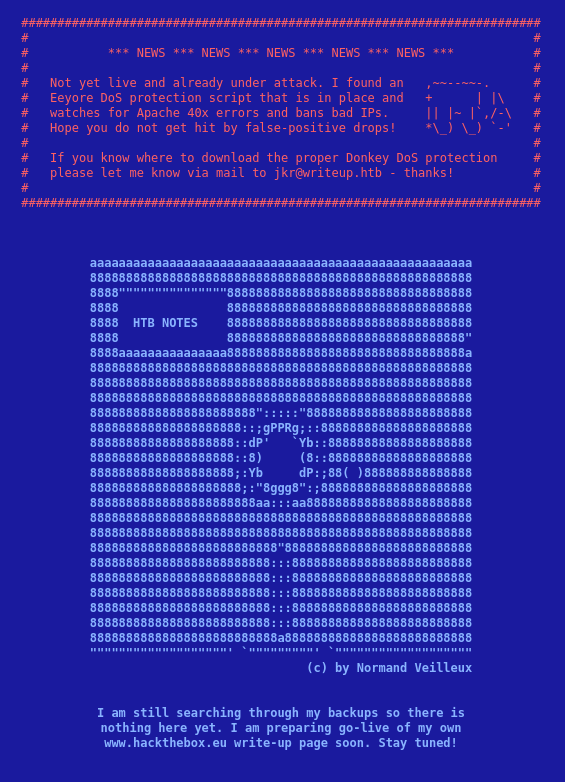 *** NEWS *** NEWS *** NEWS *** NEWS *** NEWS ***
Not yet live and already under attack. I found an
Eeyore DoS protection script that is in place and
watches for Apache 40x errors and bans bad IPs.
Hope you do not get hit by false-positive drops!
If you know where to download the proper Donkey DoS protection
please let me know via mail to jkr@writeup.htb - thanks!
HTB NOTES
(c) by Normand Veilleux
I am still searching through my backups so there is
nothing here yet. I am preparing go-live of my own
www.hackthebox.eu write-up page soon. Stay tuned!